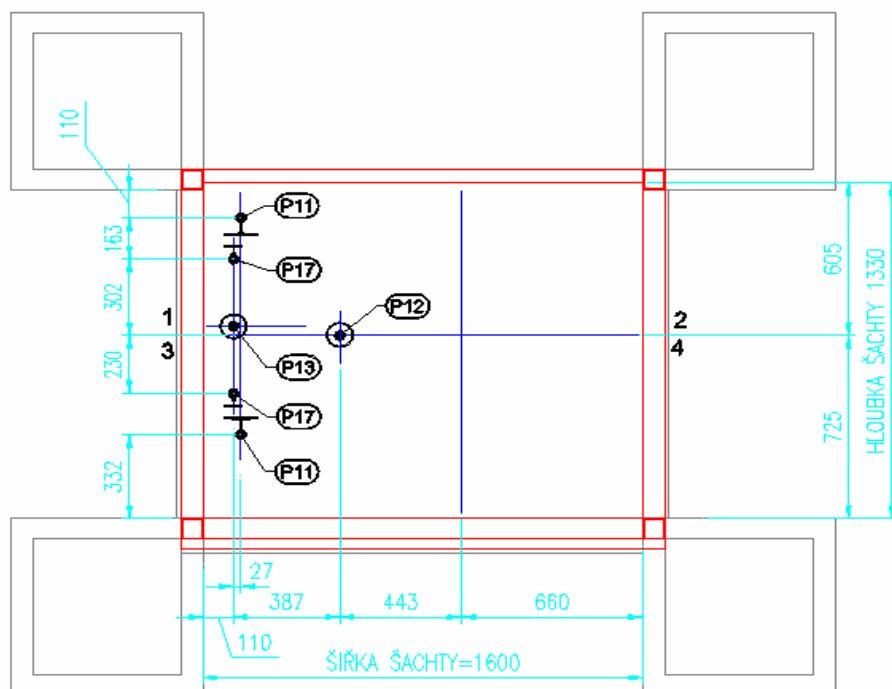 110
P11
163
P17
302
605
HLOUBKA ŠACHTY 1330
P12
1
2
3
4
P13
230
P17
725
P11
332
27
387
443
660
110
ŠÍŘKA ŠACHTY=1600